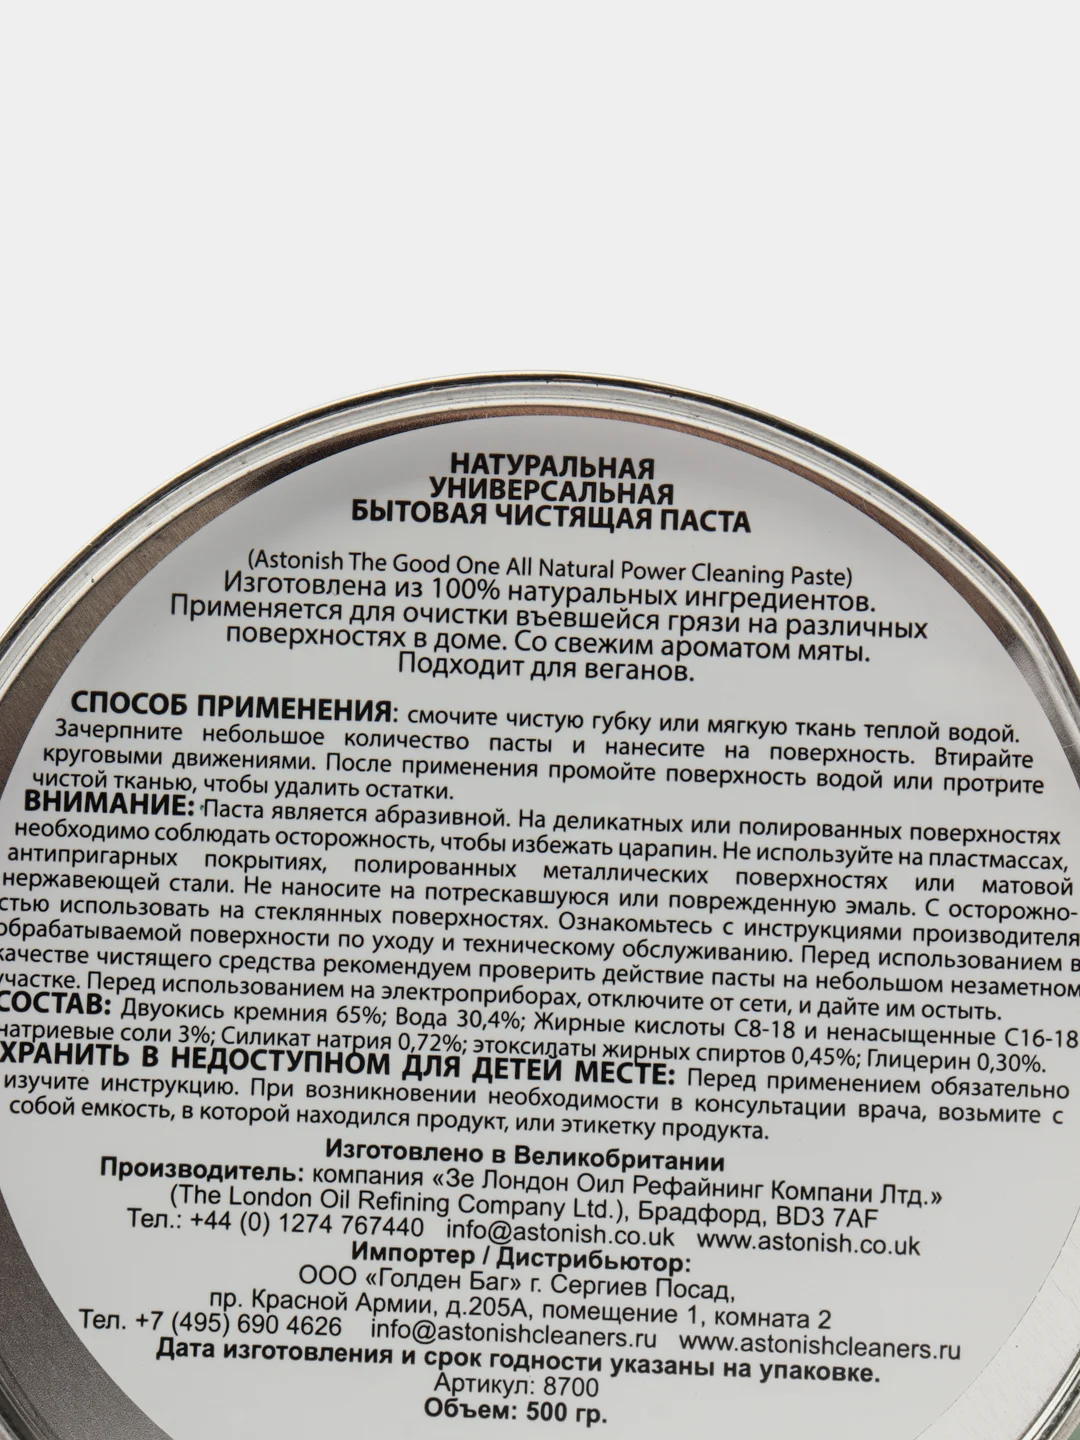 НАТУРАЛЬНАЯ
УНИВЕРСАЛЬНАЯ
БЫТОВАЯ ЧИСТЯЩАЯ ПАСТА
(Astonish The Good One All Natural Power Cleaning Paste)
Изготовлена из 100% натуральных ингредиентов.
Применяется для очистки въевшейся грязи на различных
поверхностях в доме. Со свежим ароматом мяты.
Подходит для веганов.
СПОСОБ ПРИМЕНЕНИЯ: смочите чистую губку или мягкую ткань теплой водой.
Зачерпните небольшое количество пасты и нанесите на поверхность. Втирайте
круговыми движениями. После применения промойте поверхность водой или протрите
чистой тканью, чтобы удалить остатки.
ВНИМАНИЕ: Паста является абразивной. На деликатных или полированных поверхностях
необходимо соблюдать осторожность, чтобы избежать царапин. Не используйте на пластмассах,
антипригарных покрытиях, полированных металлических поверхностях или матовой
нержавеющей стали. Не наносите на потрескавшуюся или поврежденную эмаль. С осторожно-
стью использовать на стеклянных поверхностях. Ознакомьтесь с инструкциями производителя
обрабатываемой поверхности по уходу и техническому обслуживанию. Перед использованием в
качестве чистящего средства рекомендуем проверить действие пасты на небольшом незаметном
участке. Перед использованием на электроприборах, отключите от сети, и дайте им остыть.
СОСТАВ: Двуокись кремния 65%; Вода 30,4%; Жирные кислоты C8-18 и ненасыщенные C16-18
натриевые соли 3%; Силикат натрия 0,72%; этоксилаты жирных спиртов 0,45%; Глицерин 0,30%.
ХРАНИТЬ В НЕДОСТУПНОМ ДЛЯ ДЕТЕЙ МЕСТЕ: Перед применением обязательно
изучите инструкцию. При возникновении необходимости в консультации врача, возьмите с
собой емкость, в которой находился продукт, или этикетку продукта.
Изготовлено в Великобритании
Производитель: компания «Зе Лондон Оил Рефайнинг Компани Лтд.»
(The London Oil Refining Company Ltd.), Брадфорд, BD3 7AF
Тел.: +44 (0) 1274 767440 info@astonish.co.uk www.astonish.co.uk
Импортер / Дистрибьютор:
ООО «Голден Баг» г. Сергиев Посад,
пр. Красной Армии, д.205А, помещение 1, комната 2
Тел. +7 (495) 690 4626 info@astonishcleaners.ru www.astonishcleaners.ru
Дата изготовления и срок годности указаны на упаковке.
Артикул: 8700
Объем: 500 гр.